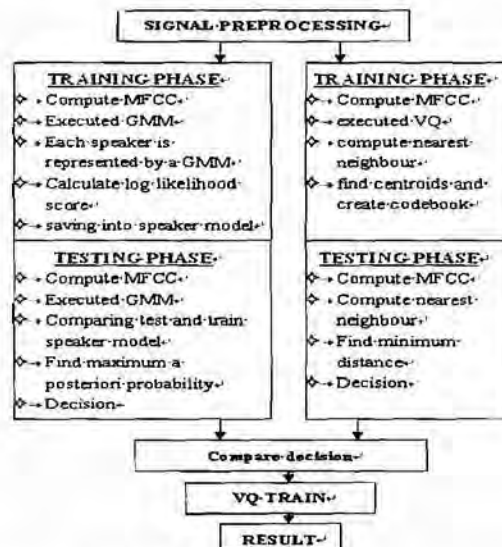 SIGNAL PREPROCESSING
TRAINING PHASE
Compute MFCC
Executed GMM
Each speaker is
represented by a GMM
Calculate log likelihood
score
saving into speaker model
TESTING PHASE
Compute MFCC
Executed GMM
Comparing test and train
speaker model
Find maximum a
posteriori probability
Decision
TRAINING PHASE
Compute MFCC
executed VQ
compute nearest
neighbour
find centroids and
create codebook
TESTING PHASE
Compute MFCC
Compute nearest
neighbour
Find minimum
distance
Decision
Compare decision
VQ TRAIN
RESULT